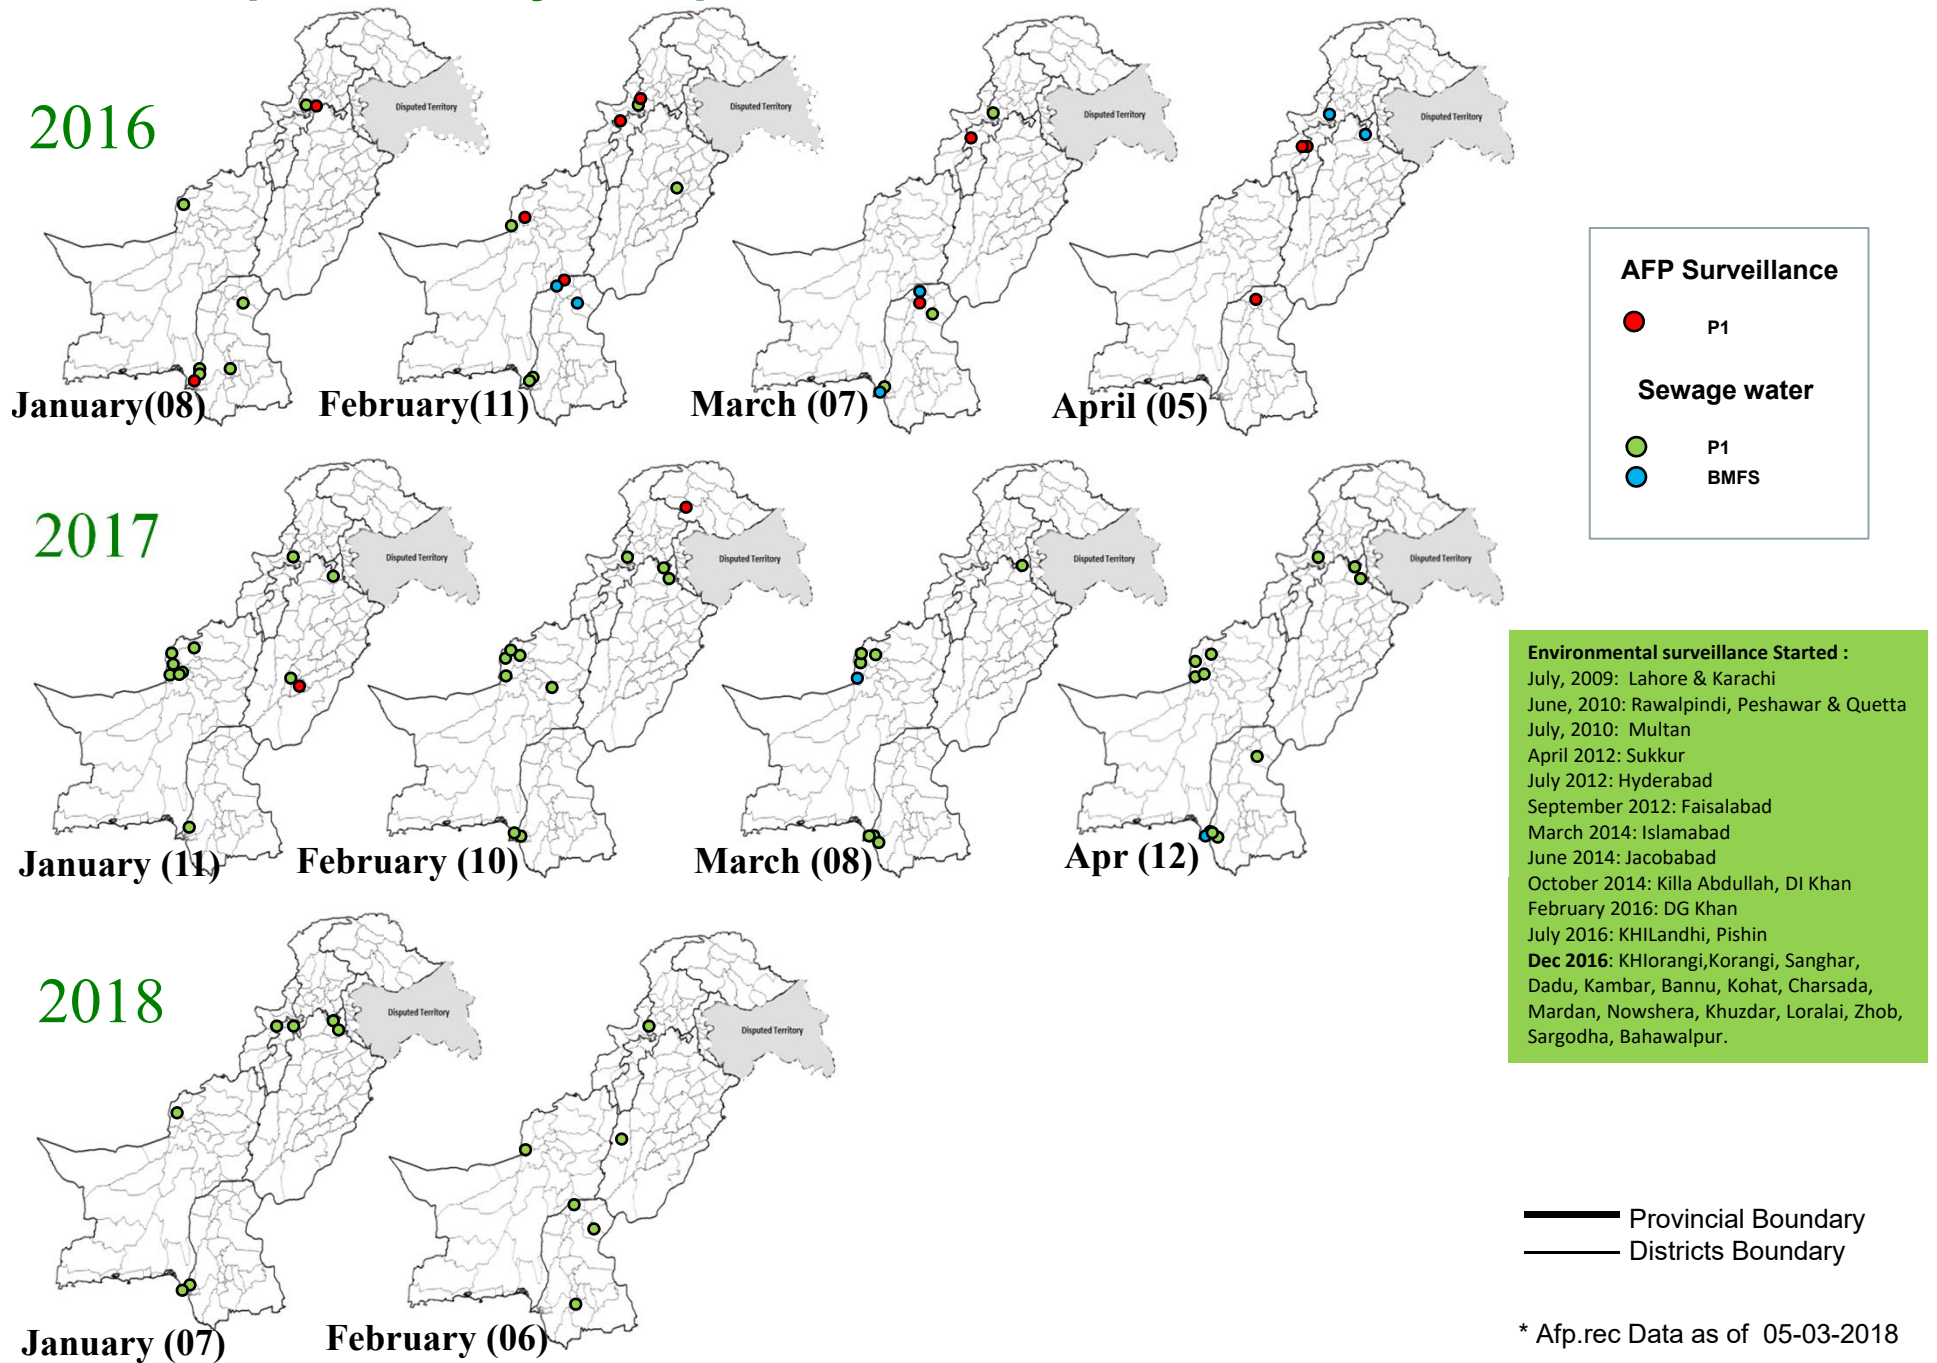 2016
Disputed Territory
Disputed Territory
Disputed Territory
Disputed Territory
January(08)
February(11)
March (07)
April (05)
AFP Surveillance
P1
Sewage water
P1
BMFS
2017
Disputed Territory
Disputed Territory
Disputed Territory
Disputed Territory
January (11)
February (10)
March (08)
Apr (12)
Environmental surveillance Started :
July, 2009: Lahore & Karachi
June, 2010: Rawalpindi, Peshawar & Quetta
July, 2010: Multan
April 2012: Sukkur
July 2012: Hyderabad
September 2012: Faisalabad
March 2014: Islamabad
June 2014: Jacobabad
October 2014: Killa Abdullah, DI Khan
February 2016: DG Khan
July 2016: KHILandhi, Pishin
Dec 2016: KHIorangi,Korangi, Sanghar,
Dadu, Kambar, Bannu, Kohat, Charsada,
Mardan, Nowshera, Khuzdar, Loralai, Zhob,
Sargodha, Bahawalpur.
2018
Disputed Territory
Disputed Territory
January (07)
February (06)
Provincial Boundary
Districts Boundary
* Afp.rec Data as of 05-03-2018